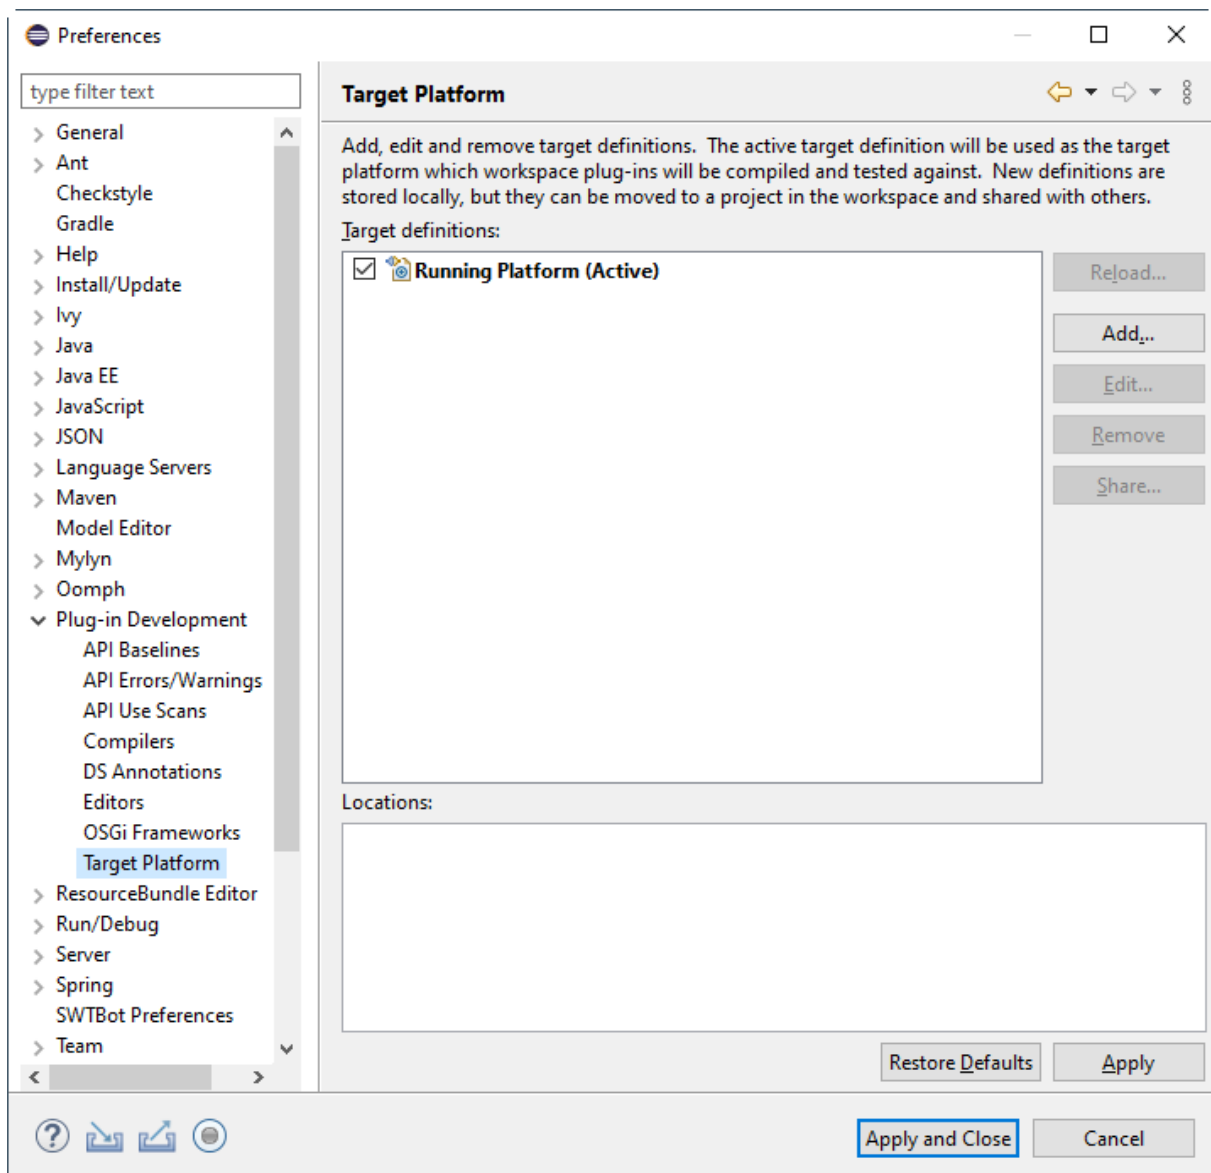 Preferences
type filter text
General
Ant
Checkstyle
Gradle
Help
Install/Update
Ivy
Java
Java EE
JavaScript
JSON
Language Servers
Maven
Model Editor
Mylyn
Oomph
Plug-in Development
API Baselines
API Errors/Warnings
API Use Scans
Compilers
DS Annotations
Editors
OSGi Frameworks
Target Platform
ResourceBundle Editor
Run/Debug
Server
Spring
SWTBot Preferences
Team
Target Platform
Add, edit and remove target definitions.  The active target definition will be used as the target
platform which workspace plug-ins will be compiled and tested against.  New definitions are
stored locally, but they can be moved to a project in the workspace and shared with others.
Target definitions:
Running Platform (Active)
Reload...
Add...
Edit...
Remove
Share...
Locations:
Restore Defaults
Apply
Apply and Close
Cancel